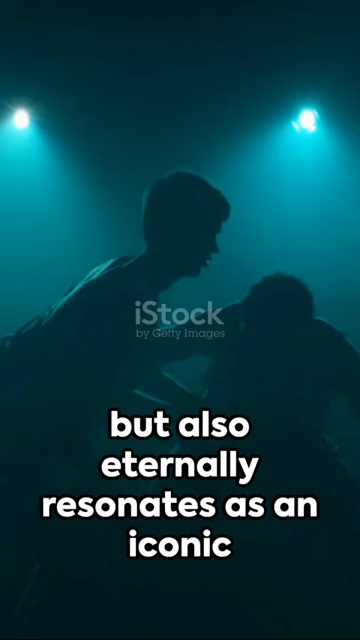 iStock
by Getty Images
but also
eternally
resonates as an
iconic